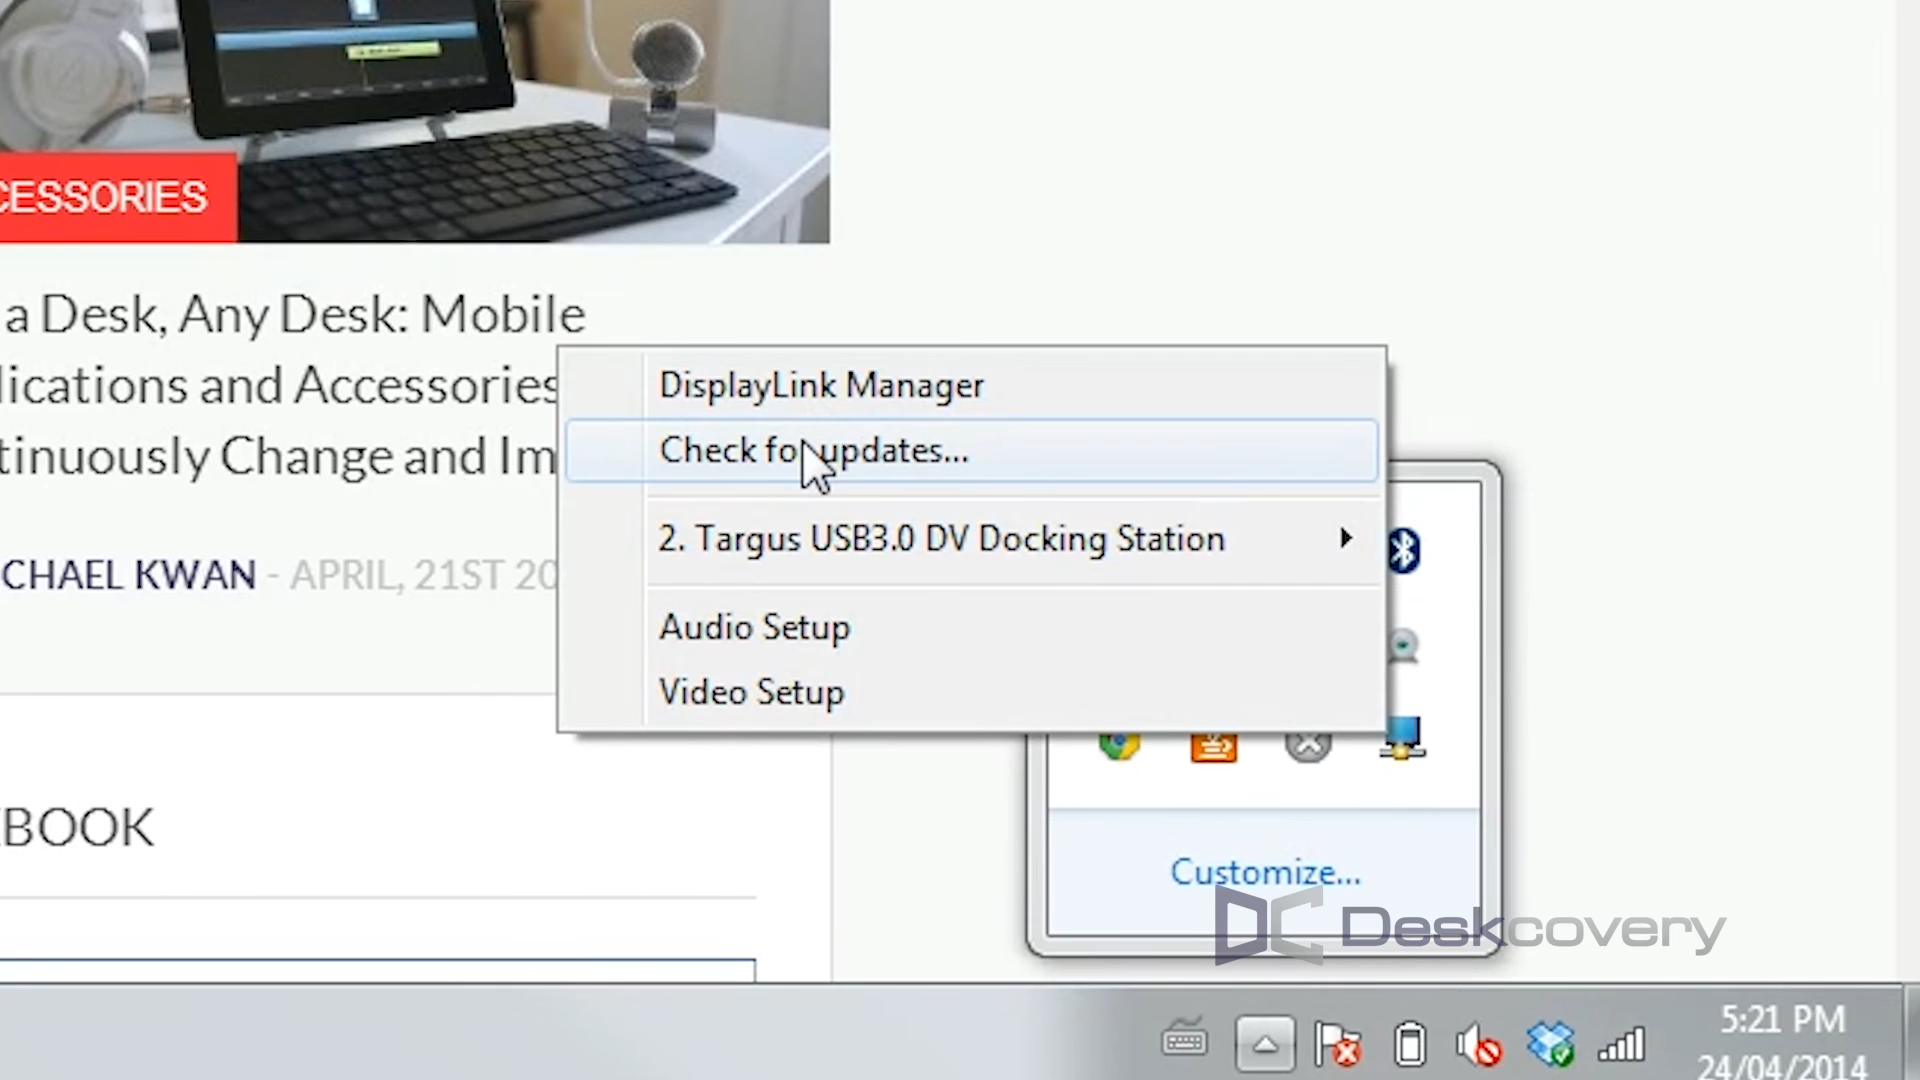 CESSORIES
a Desk, Any Desk: Mobile
lications and Accessories
tinuously Change and Im
CHAEL KWAN - APRIL, 21ST 20
BOOK
DisplayLink Manager
Check for updates...
2. Targus USB3.0 DV Docking Station
Audio Setup
Video Setup
Customize...
DC Deskcovery
5:21 PM
24/04/2014